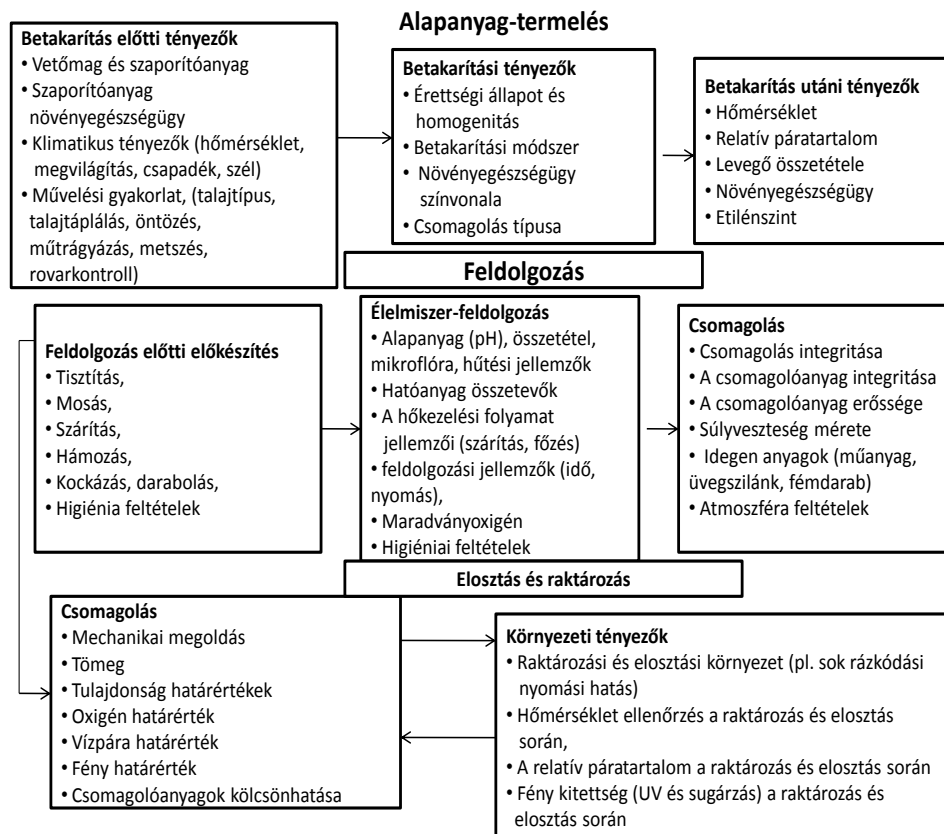 Alapanyag-termelés
Betakarítás előtti tényezők
• Vetőmag és szaporítóanyag
• Szaporítóanyag
növényegészségügy
• Klimatikus tényezők (hőmérséklet,
megvilágítás, csapadék, szél)
• Művelési gyakorlat, (talajtípus,
talajtáplálás, öntözés,
műtrágyázás, metszés,
rovarkontroll)
Betakarítási tényezők
• Érettségi állapot és
homogenitás
• Betakarítási módszer
• Növényegészségügy
színvonala
• Csomagolás típusa
Betakarítás utáni tényezők
• Hőmérséklet
• Relatív páratartalom
• Levegő összetétele
• Növényegészségügy
• Etilénszint
Feldolgozás
Feldolgozás előtti előkészítés
• Tisztítás,
• Mosás,
• Szárítás,
• Hámozás,
• Kockázás, darabolás,
• Higiénia feltételek
Élelmiszer-feldolgozás
• Alapanyag (pH), összetétel,
mikroflóra, hűtési jellemzők
• Hatóanyag összetevők
• A hőkezelési folyamat
jellemzői (szárítás, főzés)
• feldolgozási jellemzők (idő,
nyomás),
• Maradványoxigén
• Higiéniai feltételek
Csomagolás
• Csomagolás integritása
• A csomagolóanyag integritása
• A csomagolóanyag erőssége
• Súlyveszteség mérete
• Idegen anyagok (műanyag,
üvegszilánk, fémdarab)
• Atmoszféra feltételek
Elosztás és raktározás
Csomagolás
• Mechanikai megoldás
• Tömeg
• Tulajdonság határértékek
• Oxigén határérték
• Vízpára határérték
• Fény határérték
• Csomagolóanyagok kölcsönhatása
Környezeti tényezők
• Raktározási és elosztási környezet (pl. sok rázkódási
nyomási hatás)
• Hőmérséklet ellenőrzés a raktározás és elosztás
során,
• A relatív páratartalom a raktározás és elosztás során
• Fény kitettség (UV és sugárzás) a raktározás és
elosztás során